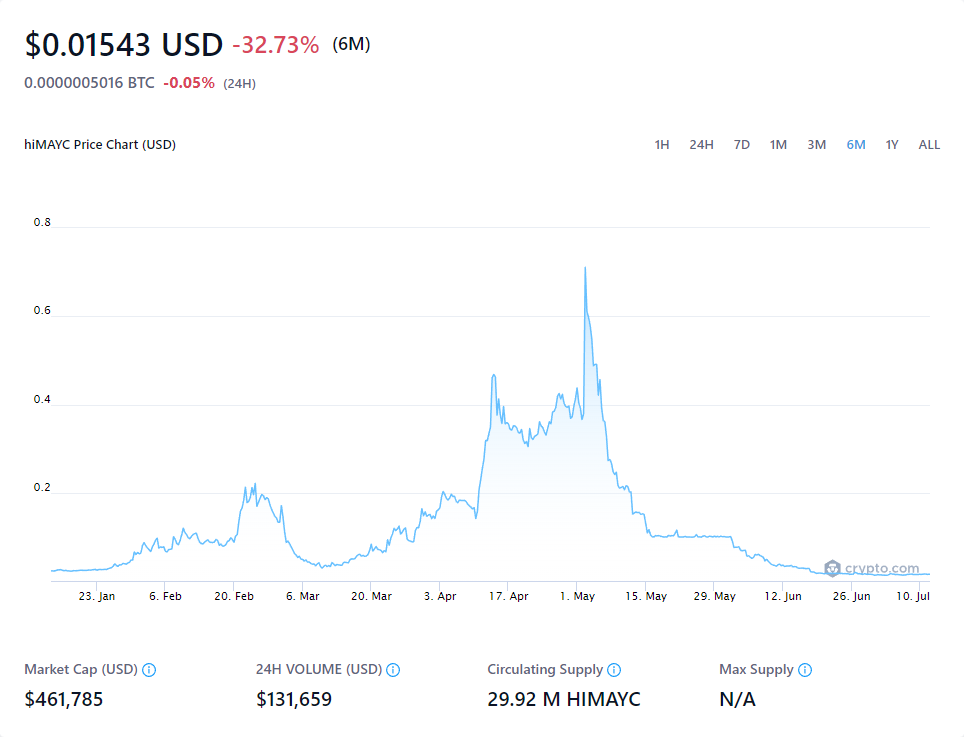 $0.01543 USD -32.73% (6M)
0.0000005016 BTC -0.05% (24H)
hiMAYC Price Chart (USD) 1H 24H 7D 1M 3M 6M 1Y ALL
0.8
0.6
0.4
0.2
crypto.com
23. Jan 6. Feb 20. Feb 6. Mar 20. Mar 3. Apr 17. Apr 1. May 15. May 29. May 12. Jun 26. Jun 10. Jul
Market Cap (USD) 24H VOLUME (USD) Circulating Supply Max Supply
$461,785 $131,659 29.92 M HIMAYC N/A